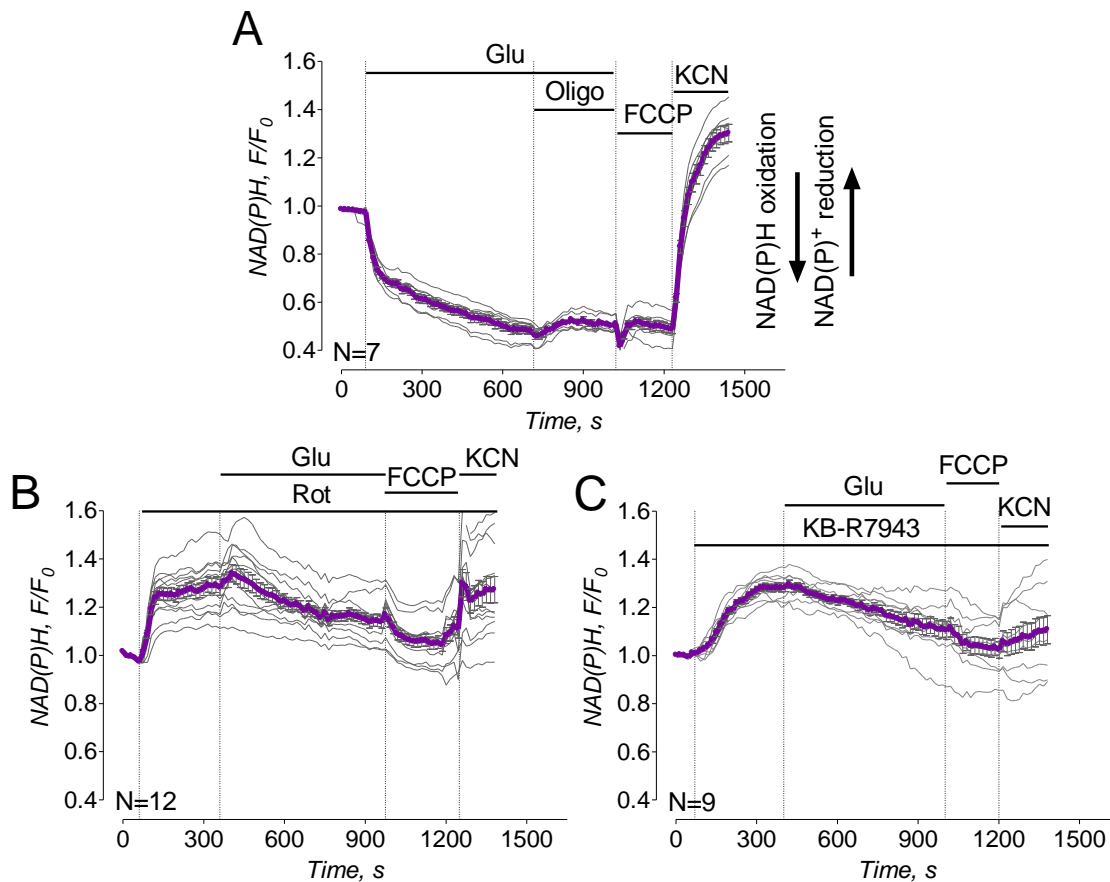 A
Glu
Oligo
FCCP
KCN
1.6
1.4
1.2
1.0
0.8
0.6
0.4
NAD(P)H, F/F0
N=7
0 300 600 900 1200 1500
Time, s
NAD(P)H oxidation
NAD(P)+ reduction
B
Glu
FCCP
KCN
Rot
1.6
1.4
1.2
1.0
0.8
0.6
0.4
NAD(P)H, F/F0
N=12
0 300 600 900 1200 1500
Time, s
C
FCCP
Glu
KCN
KB-R7943
1.6
1.4
1.2
1.0
0.8
0.6
0.4
NAD(P)H, F/F0
N=9
0 300 600 900 1200 1500
Time, s